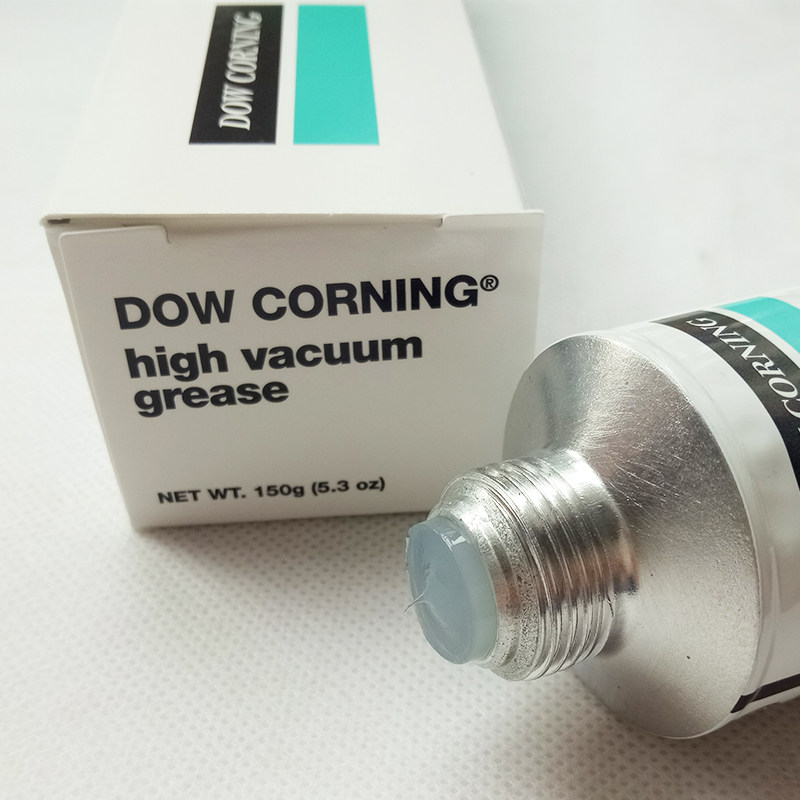 DOW CORNING
DOW CORNING®
high vacuum
grease
NET WT. 150g (5.3 oz)
CORNING